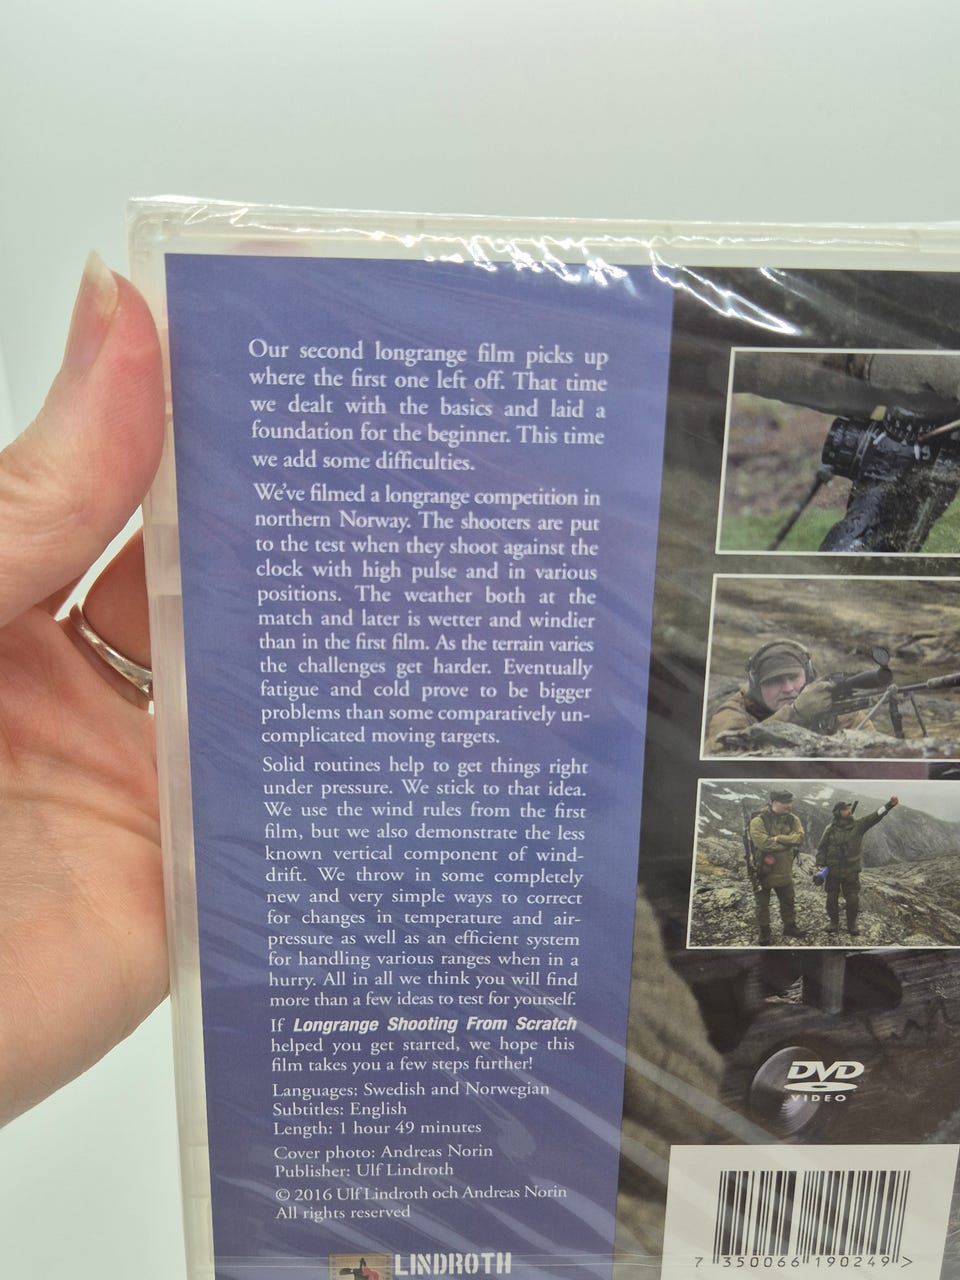 Our second longrange film picks up
where the first one left off. That time
we dealt with the basics and laid a
foundation for the beginner. This time
we add some difficulties.
We've filmed a longrange competition in
northern Norway. The shooters are put
to the test when they shoot against the
clock with high pulse and in various
positions. The weather both at the
match and later is wetter and windier
than in the first film. As the terrain varies
the challenges get harder. Eventually
fatigue and cold prove to be bigger
problems than some comparatively un-
complicated moving targets.
Solid routines help to get things right
under pressure. We stick to that idea.
We use the wind rules from the first
film, but we also demonstrate the less
known vertical component of wind-
drift. We throw in some completely
new and very simple ways to correct
for changes in temperature and air-
pressure as well as an efficient system
for handling various ranges when in a
hurry. All in all we think you will find
more than a few ideas to test for yourself.
If Longrange Shooting From Scratch
helped you get started, we hope this
film takes you a few steps further!
Languages: Swedish and Norwegian
Subtitles: English
Length: 1 hour 49 minutes
Cover photo: Andreas Norin
Publisher: Ulf Lindroth
© 2016 Ulf Lindroth och Andreas Norin
All rights reserved
LINDROTH
DVD
VIDEO
7 350066 190249 >